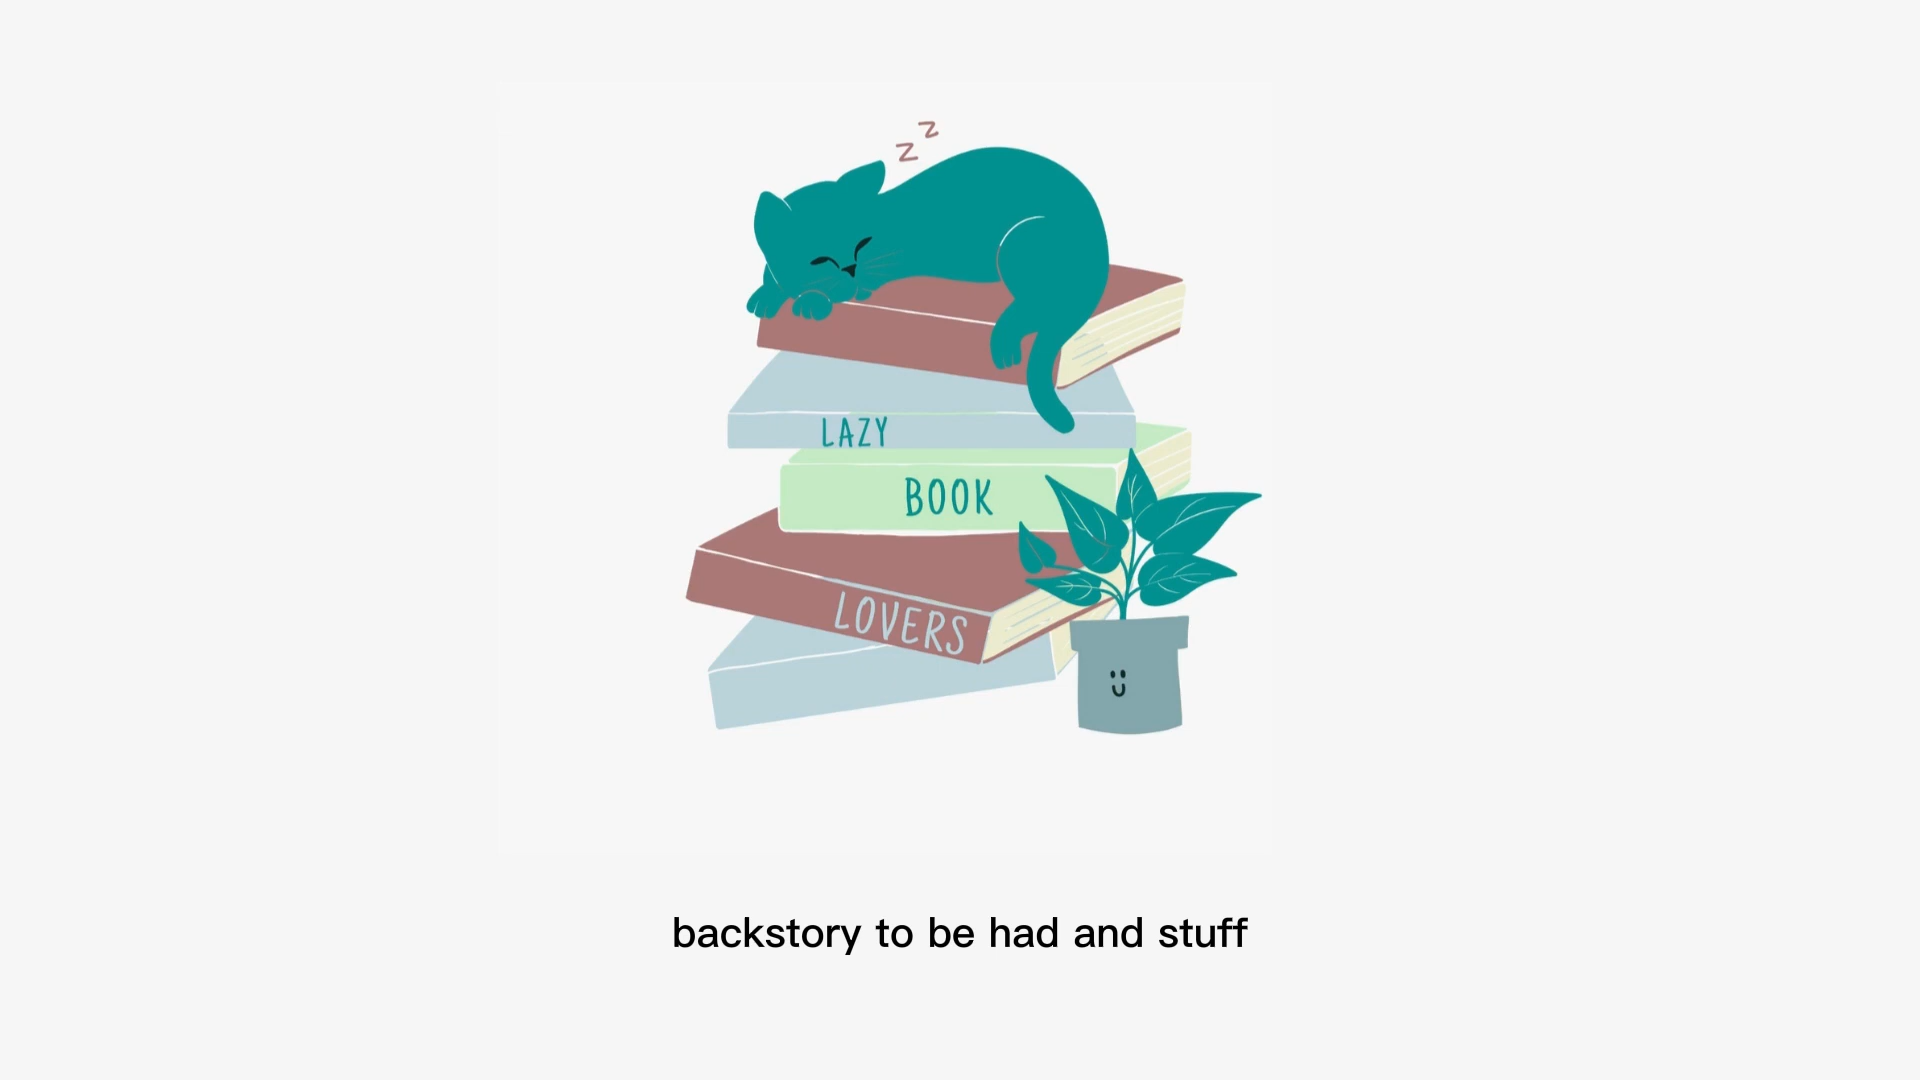 z
z
LAZY
BOOK
LOVERS
backstory to be had and stuff